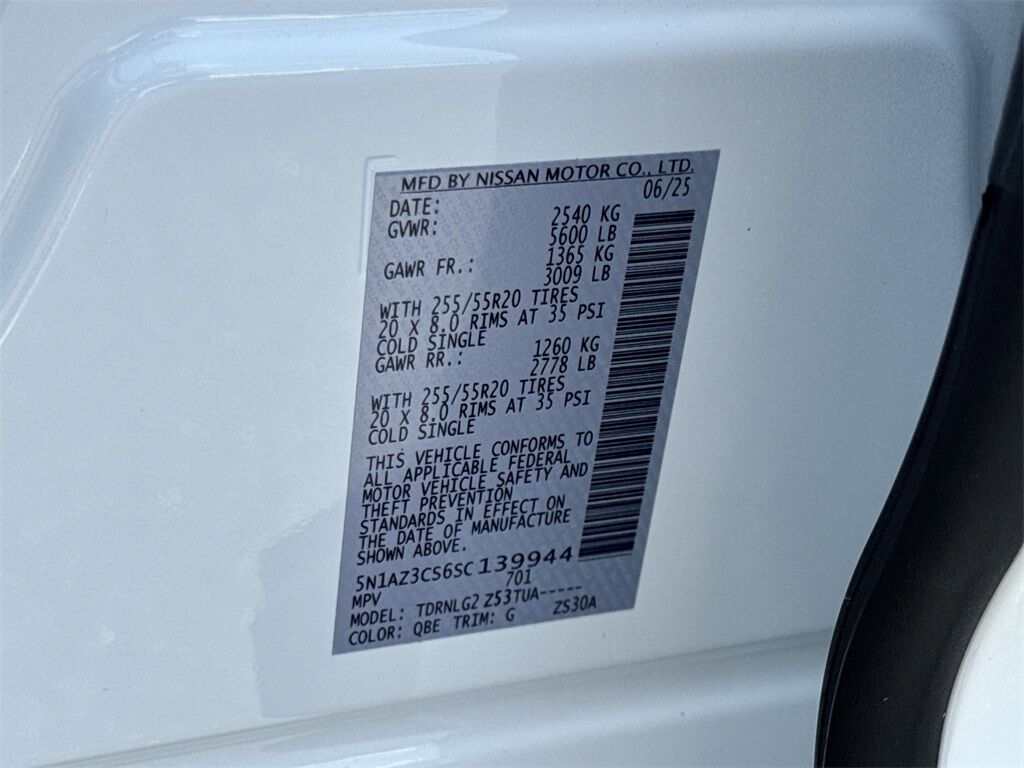 MFD BY NISSAN MOTOR CO., LTD.
DATE: 06/25
GVWR: 2540 KG
5600 LB
GAWR FR.: 1365 KG
3009 LB
WITH 255/55R20 TIRES
20 X 8.0 RIMS AT 35 PSI
COLD SINGLE
GAWR RR.: 1260 KG
2778 LB
WITH 255/55R20 TIRES
20 X 8.0 RIMS AT 35 PSI
COLD SINGLE
THIS VEHICLE CONFORMS TO
ALL APPLICABLE FEDERAL
MOTOR VEHICLE SAFETY AND
THEFT PREVENTION
STANDARDS IN EFFECT ON
THE DATE OF MANUFACTURE
SHOWN ABOVE.
5N1AZ3CS6SC139944
MPV 701
MODEL: TDRNLG2 Z53TUA-----
COLOR: QBE TRIM: G ZS30A